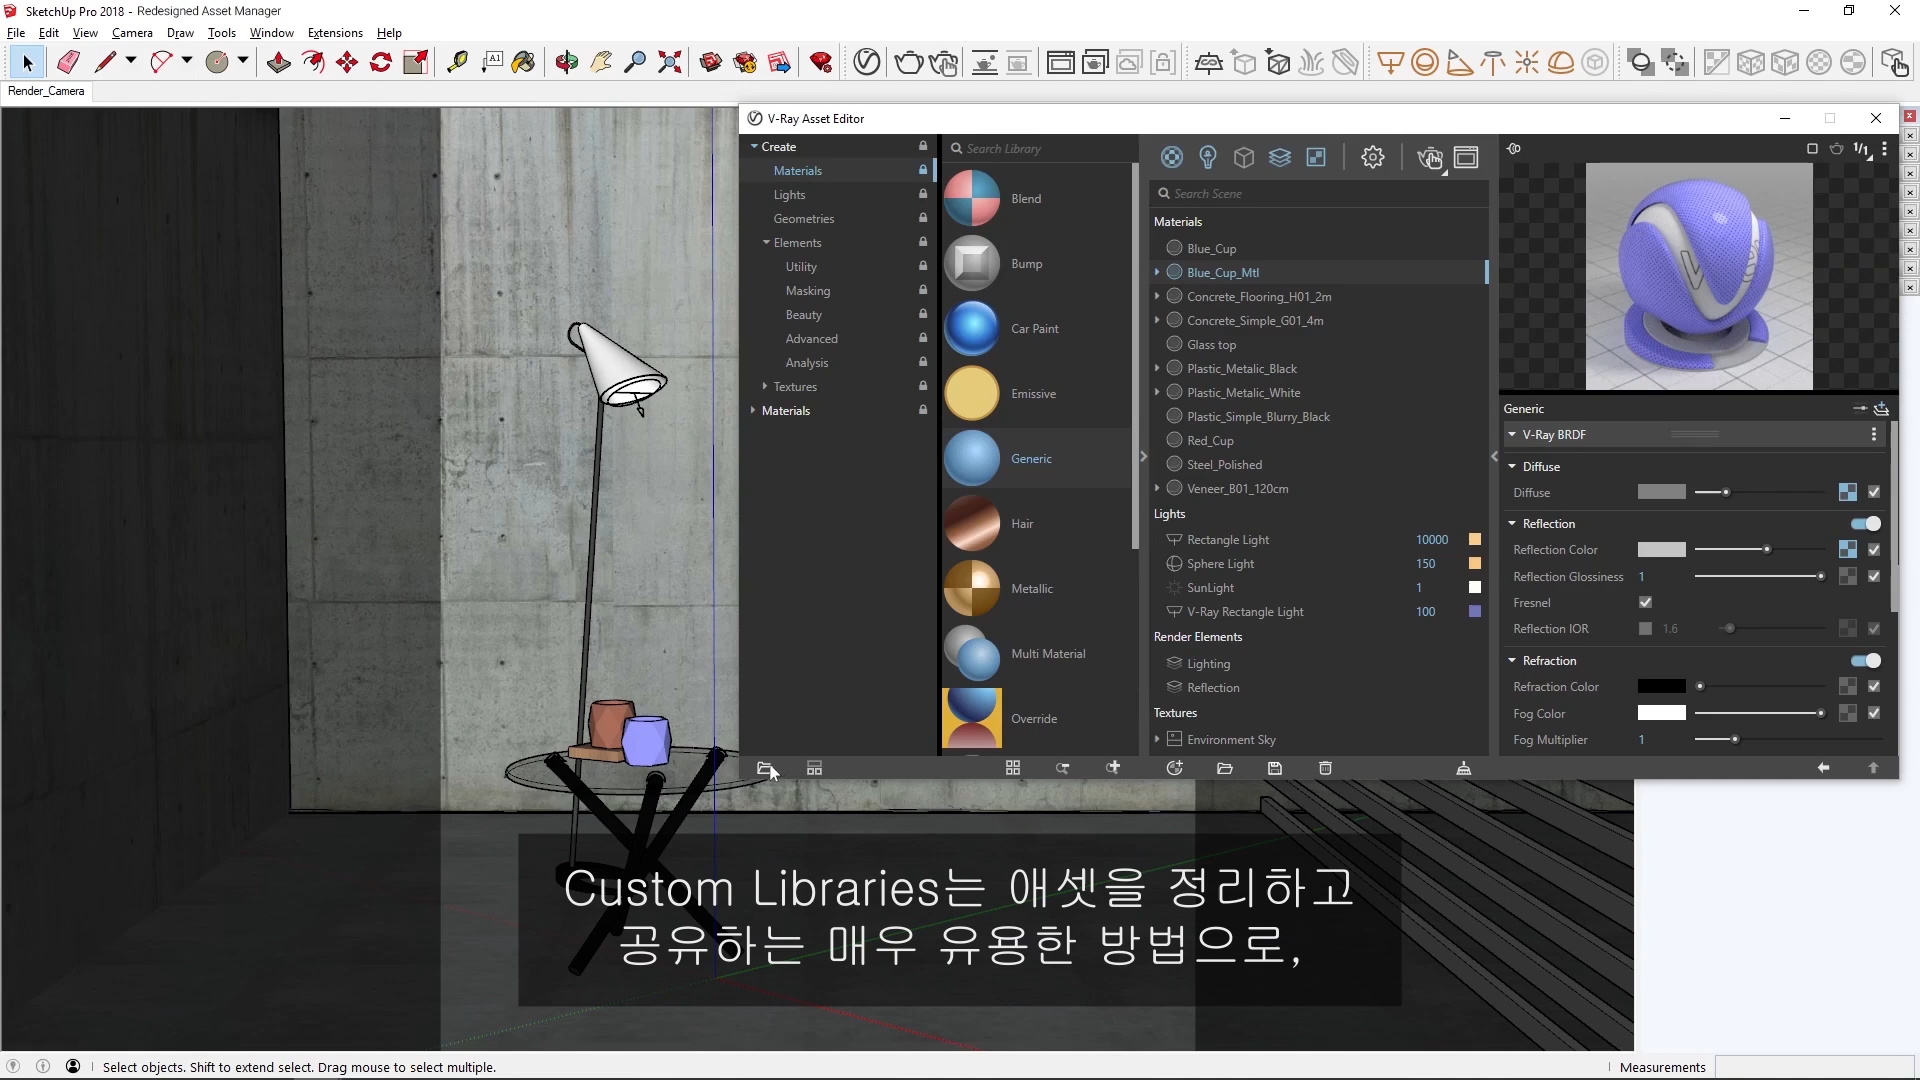 SketchUp Pro 2018 - Redesigned Asset Manager
File Edit View Camera Draw Tools Window Extensions Help
Render_Camera
V-Ray Asset Editor
Create
Materials
Lights
Geometries
Elements
Utility
Masking
Beauty
Advanced
Analysis
Textures
Materials
Search Library
Blend
Bump
Car Paint
Emissive
Generic
Hair
Metallic
Multi Material
Override
Search Scene
Materials
Blue_Cup
Blue_Cup_Mtl
Concrete_Flooring_H01_2m
Concrete_Simple_G01_4m
Glass top
Plastic_Metalic_Black
Plastic_Metalic_White
Plastic_Simple_Blurry_Black
Red_Cup
Steel_Polished
Veneer_B01_120cm
Lights
Rectangle Light 10000
Sphere Light 150
SunLight 1
V-Ray Rectangle Light 100
Render Elements
Lighting
Reflection
Textures
Environment Sky
1/1
Generic
V-Ray BRDF
Diffuse
Diffuse
Reflection
Reflection Color
Reflection Glossiness 1
Fresnel
Reflection IOR 1.6
Refraction
Refraction Color
Fog Color
Fog Multiplier 1
Custom Libraries는 애셋을 정리하고
공유하는 매우 유용한 방법으로,
Select objects. Shift to extend select. Drag mouse to select multiple.
Measurements